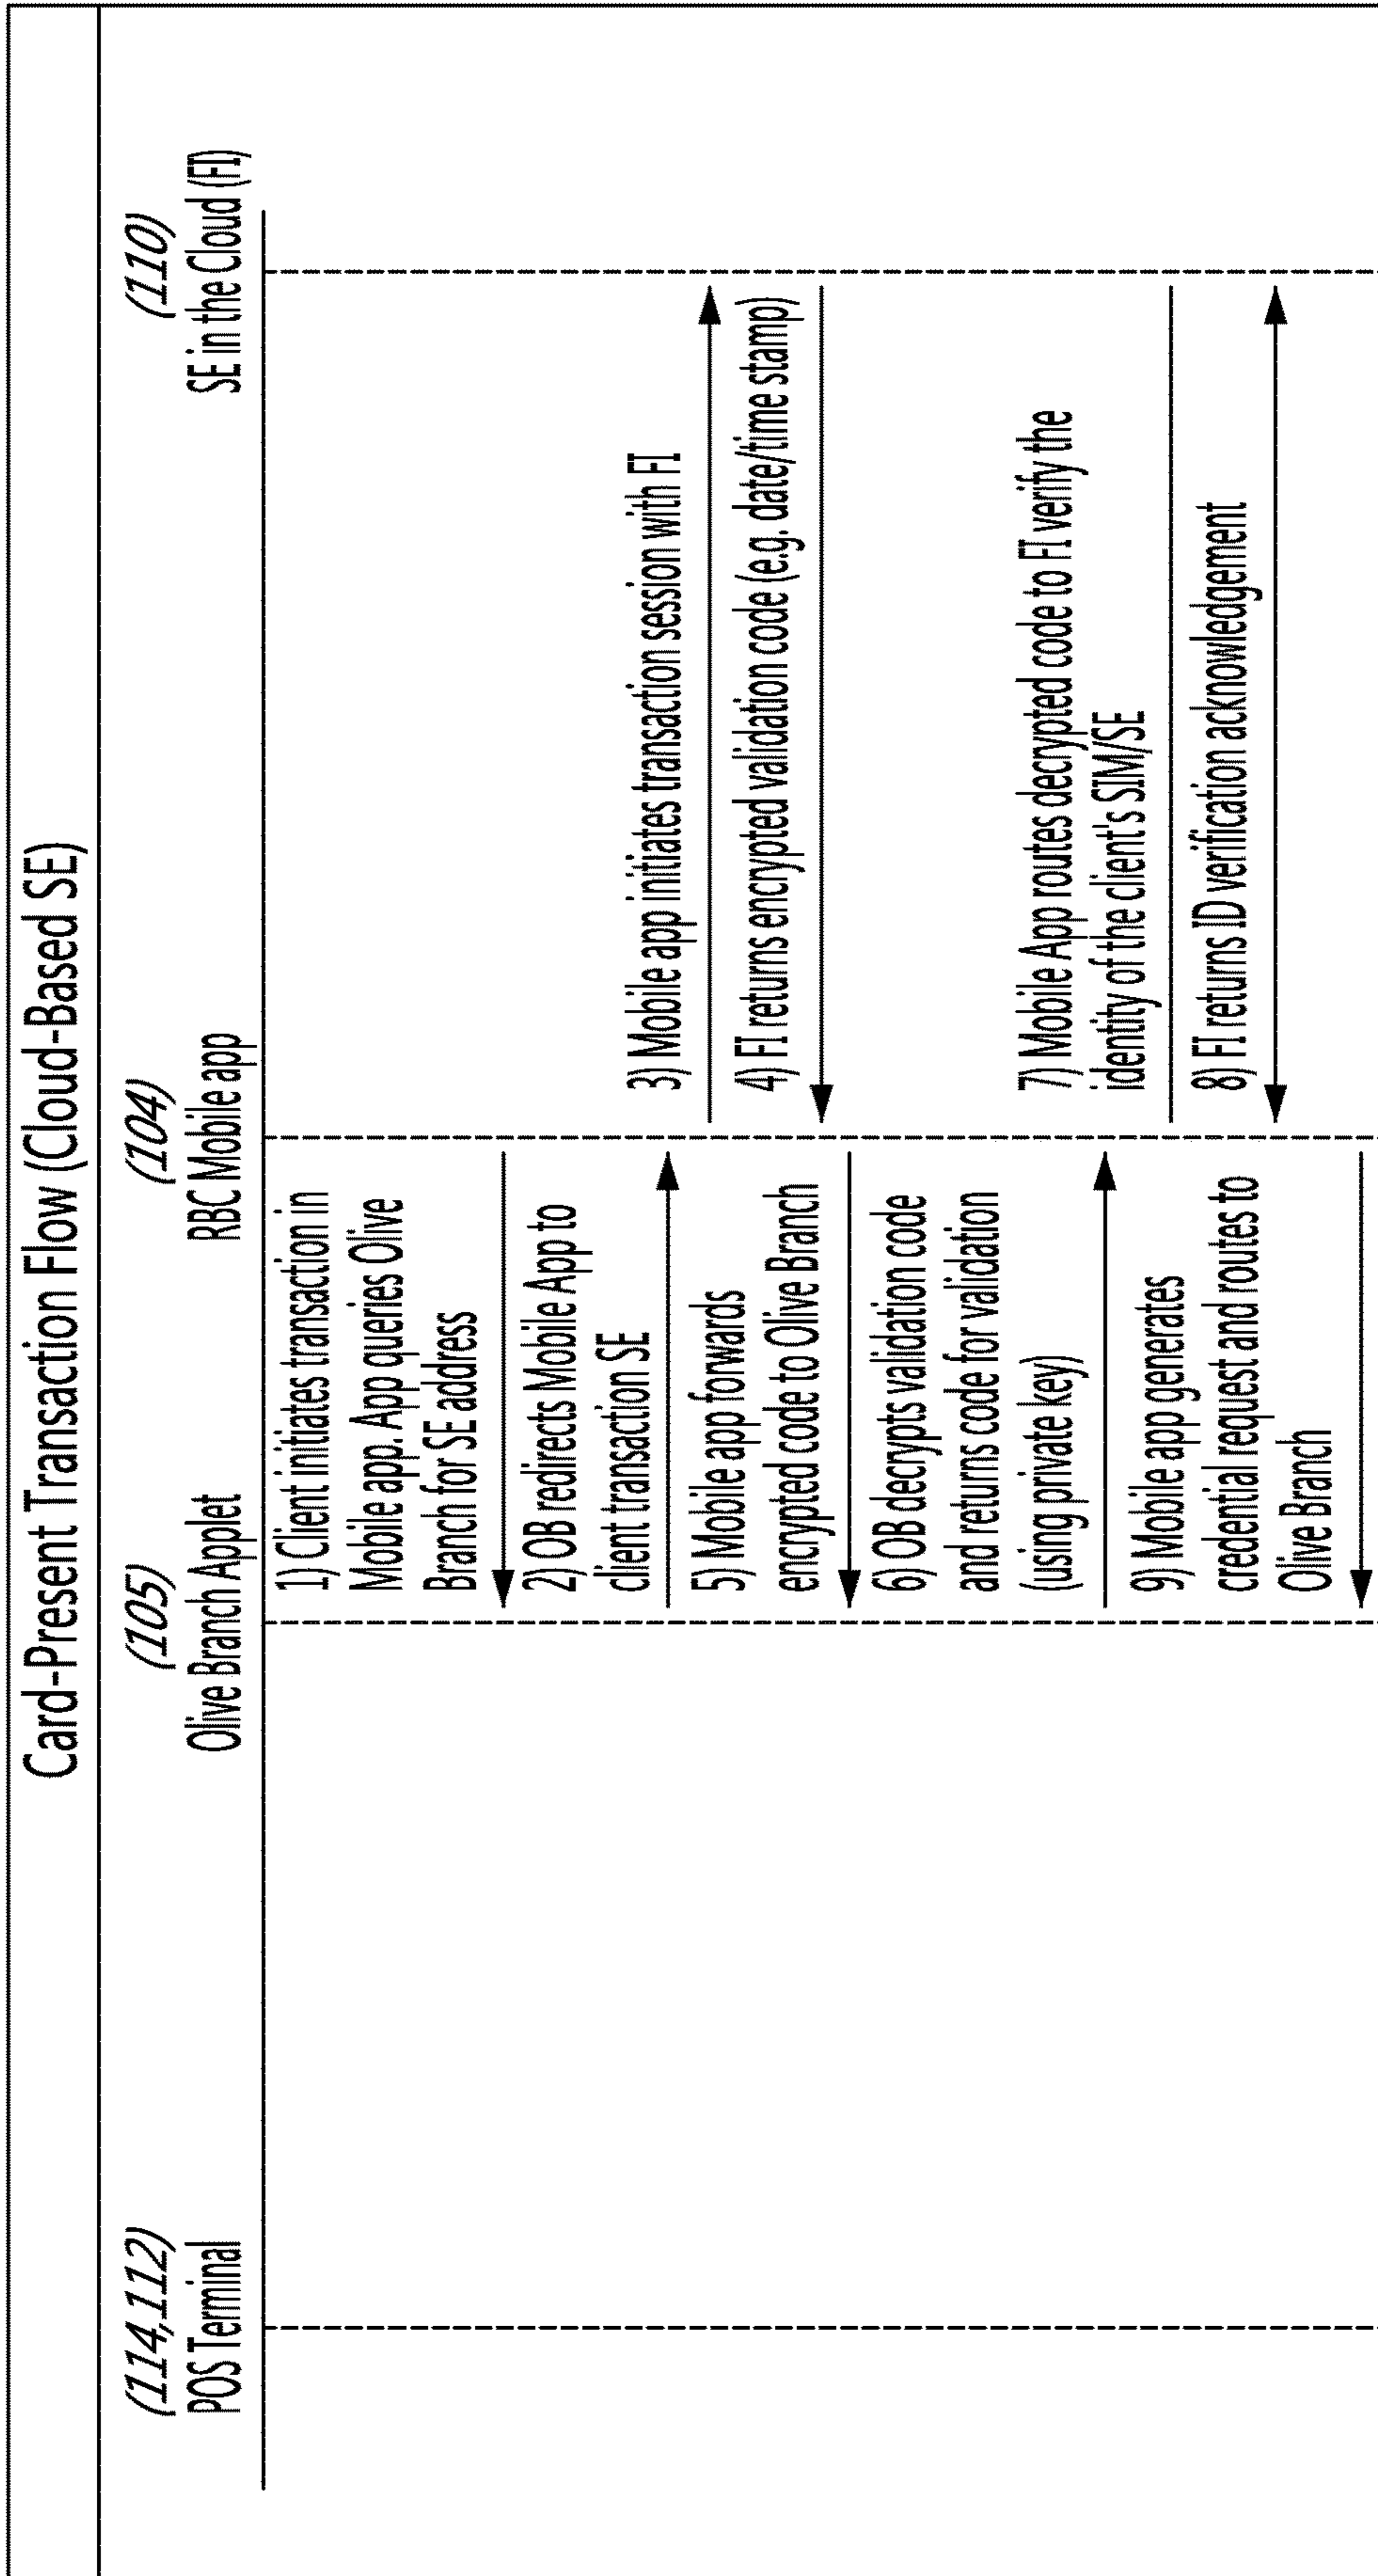 Card-Present Transaction Flow (Cloud-Based SE)
(114,112)
POS Terminal
(105)
Olive Branch Applet
(104)
RBC Mobile app
(110)
SE in the Cloud (FI)
1) Client initiates transaction in
Mobile app. App queries Olive
Branch for SE address
2) OB redirects Mobile App to
client transaction SE
3) Mobile app initiates transaction session with FI
4) FI returns encrypted validation code (e.g. date/time stamp)
5) Mobile app forwards
encrypted code to Olive Branch
6) OB decrypts validation code
and returns code for validation
(using private key)
7) Mobile App routes decrypted code to FI verify the
identity of the client's SIM/SE
8) FI returns ID verification acknowledgement
9) Mobile app generates
credential request and routes to
Olive Branch